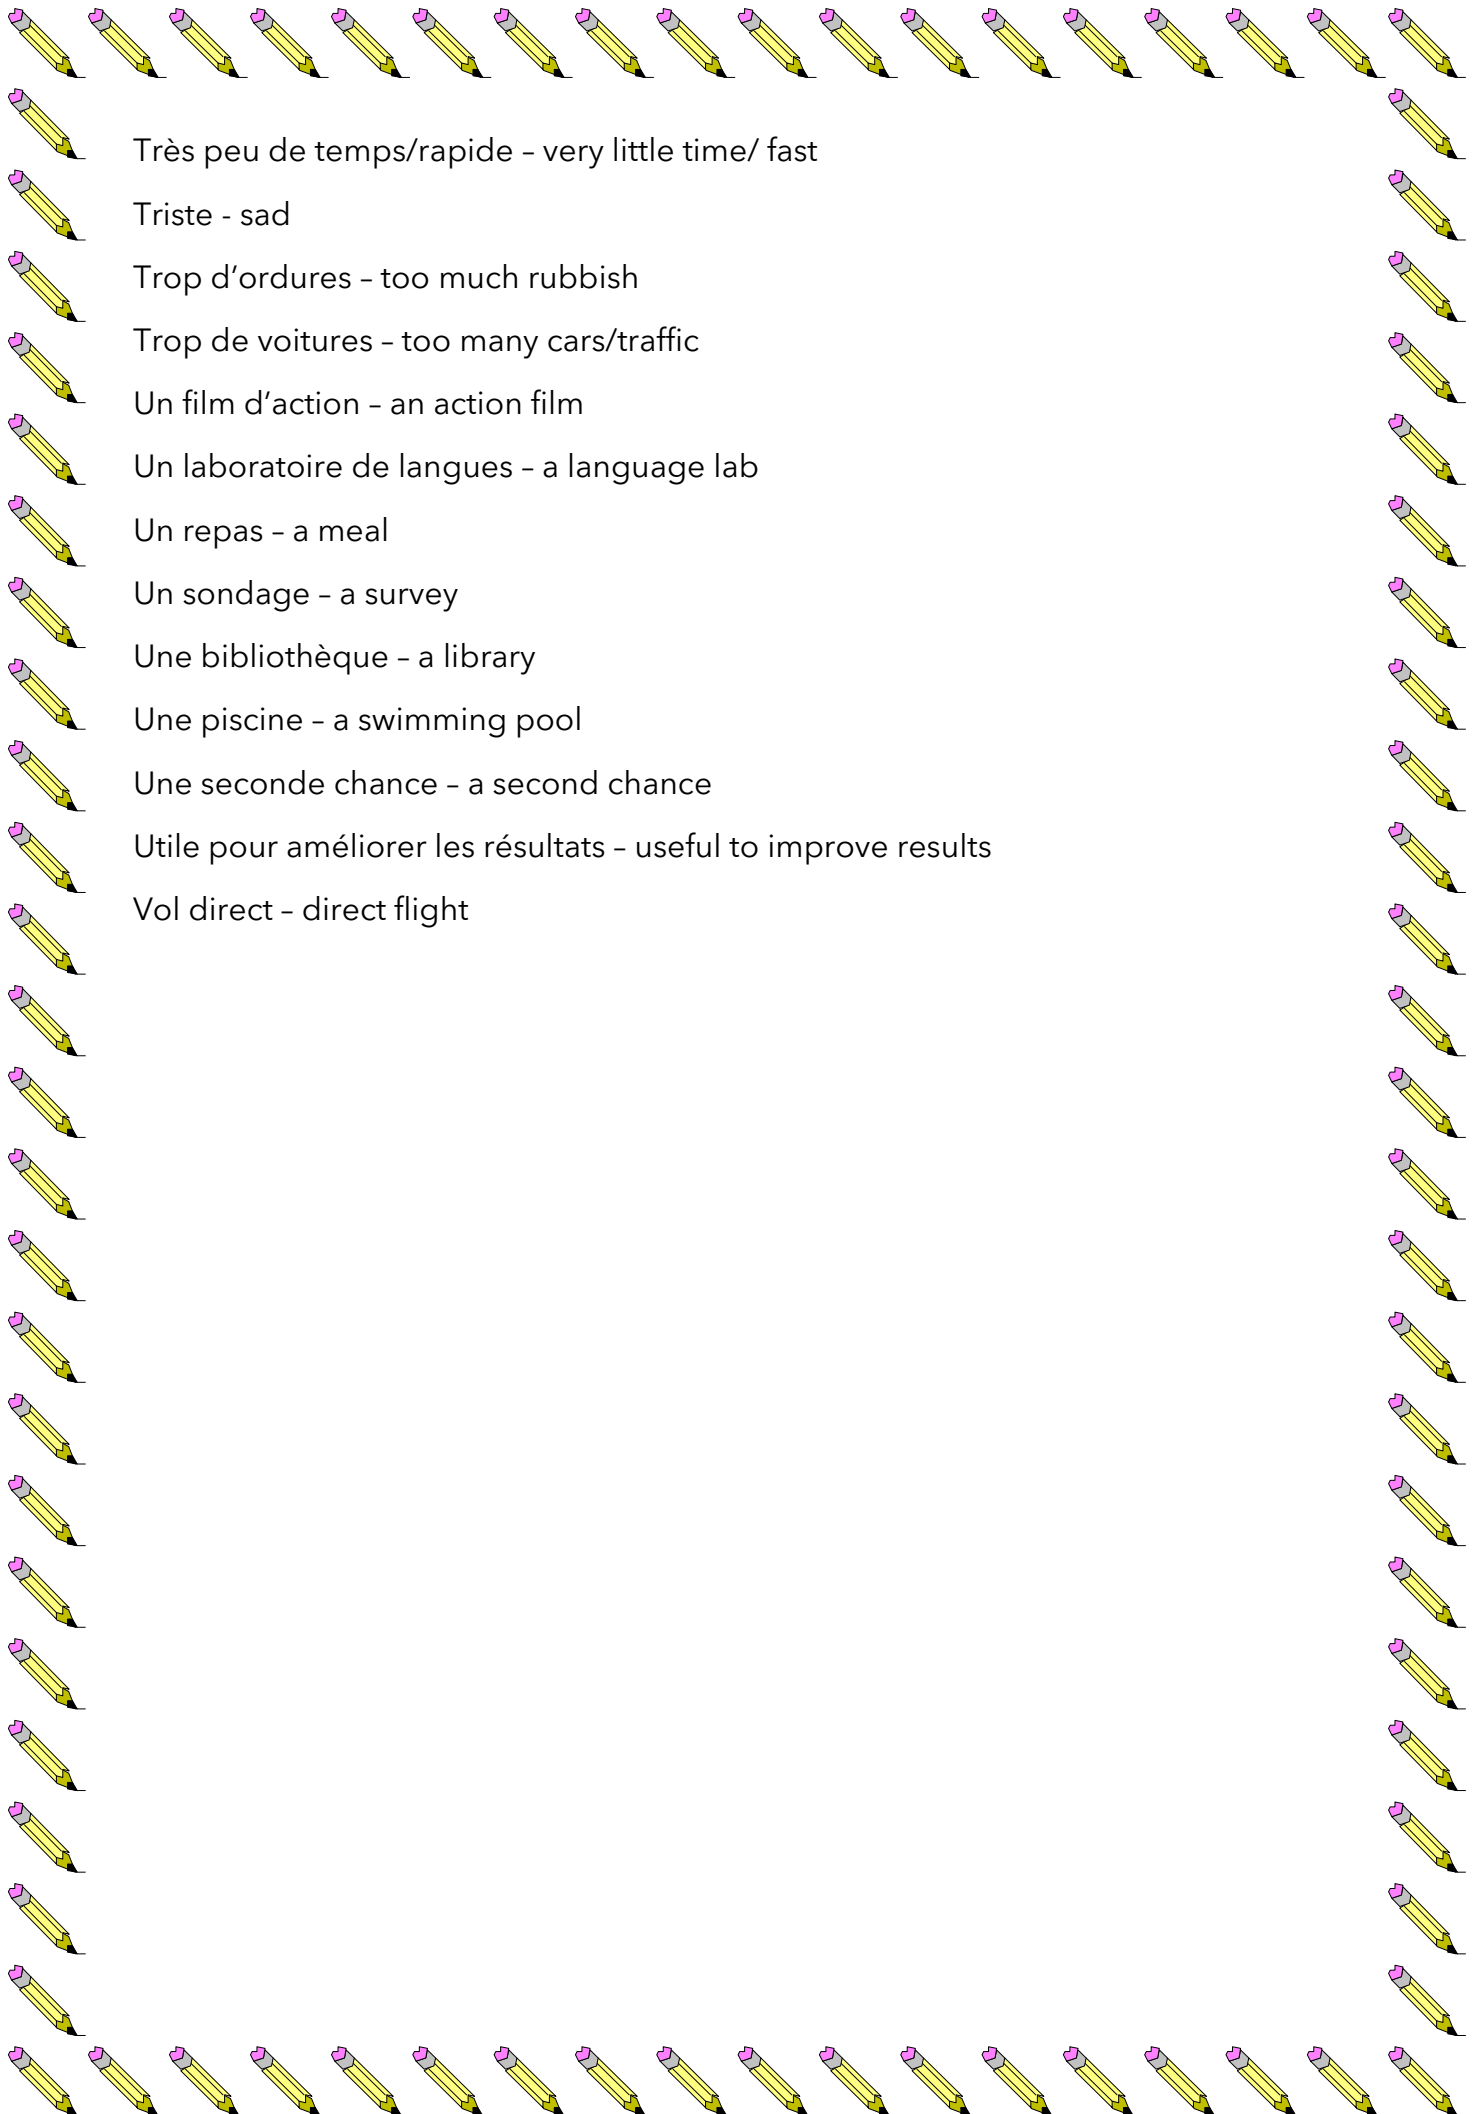 Très peu de temps/rapide – very little time/ fast
Triste - sad
Trop d’ordures – too much rubbish
Trop de voitures – too many cars/traffic
Un film d’action – an action film
Un laboratoire de langues – a language lab
Un repas – a meal
Un sondage – a survey
Une bibliothèque – a library
Une piscine – a swimming pool
Une seconde chance – a second chance
Utile pour améliorer les résultats – useful to improve results
Vol direct – direct flight